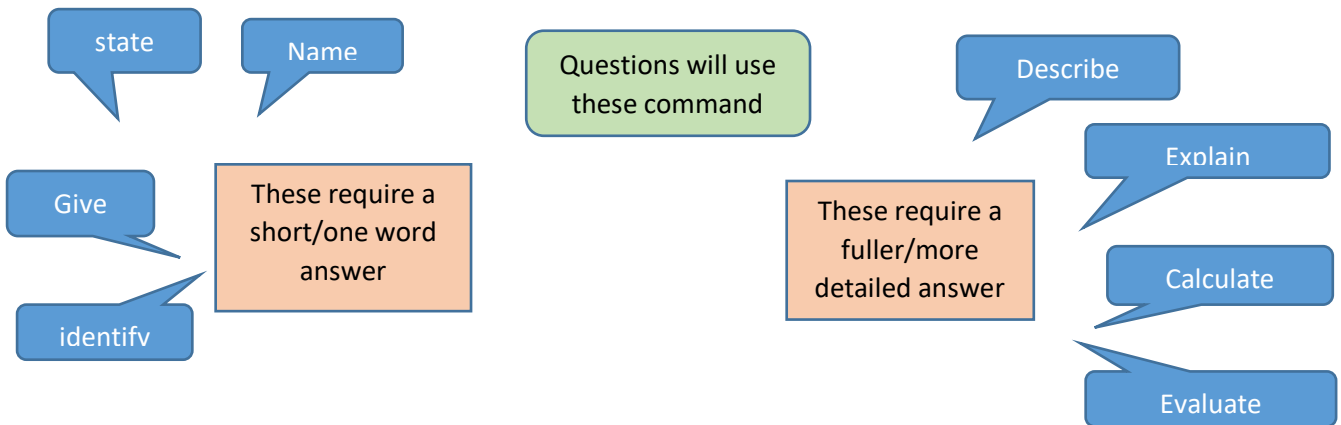 state
Name
Questions will use
these command
Describe
Explain
Give
These require a
short/one word
answer
These require a
fuller/more
detailed answer
Calculate
identify
Evaluate